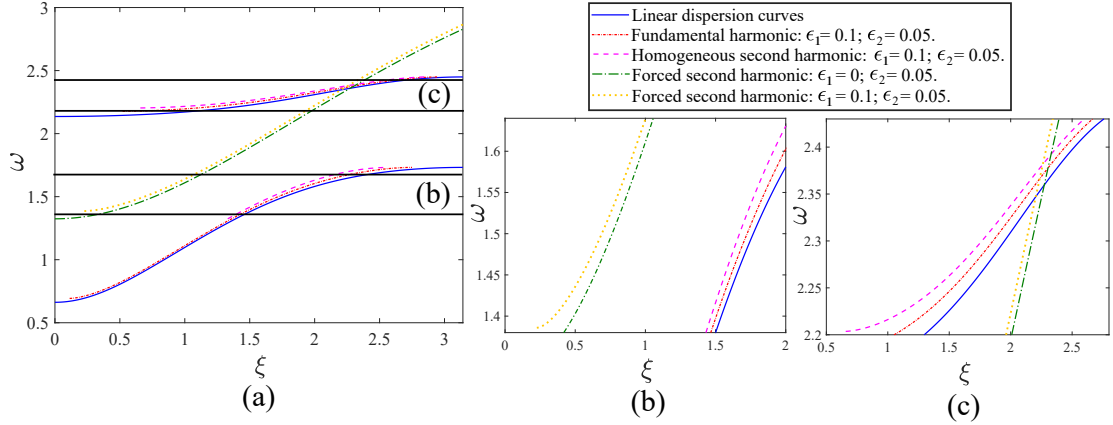 3
2.5
2
1.5
1
0.5
0
0.5
1
1.5
2
2.5
3
ω
ξ
(c)
(b)
(a)
Linear dispersion curves
Fundamental harmonic: ϵ₁ = 0.1; ϵ₂ = 0.05.
Homogeneous second harmonic: ϵ₁ = 0.1; ϵ₂ = 0.05.
Forced second harmonic: ϵ₁ = 0; ϵ₂ = 0.05.
Forced second harmonic: ϵ₁ = 0.1; ϵ₂ = 0.05.
1.6
1.55
1.5
1.45
1.4
0
0.5
1
1.5
2
ω
ξ
(b)
2.4
2.35
2.3
2.25
2.2
0.5
1
1.5
2
2.5
ω
ξ
(c)